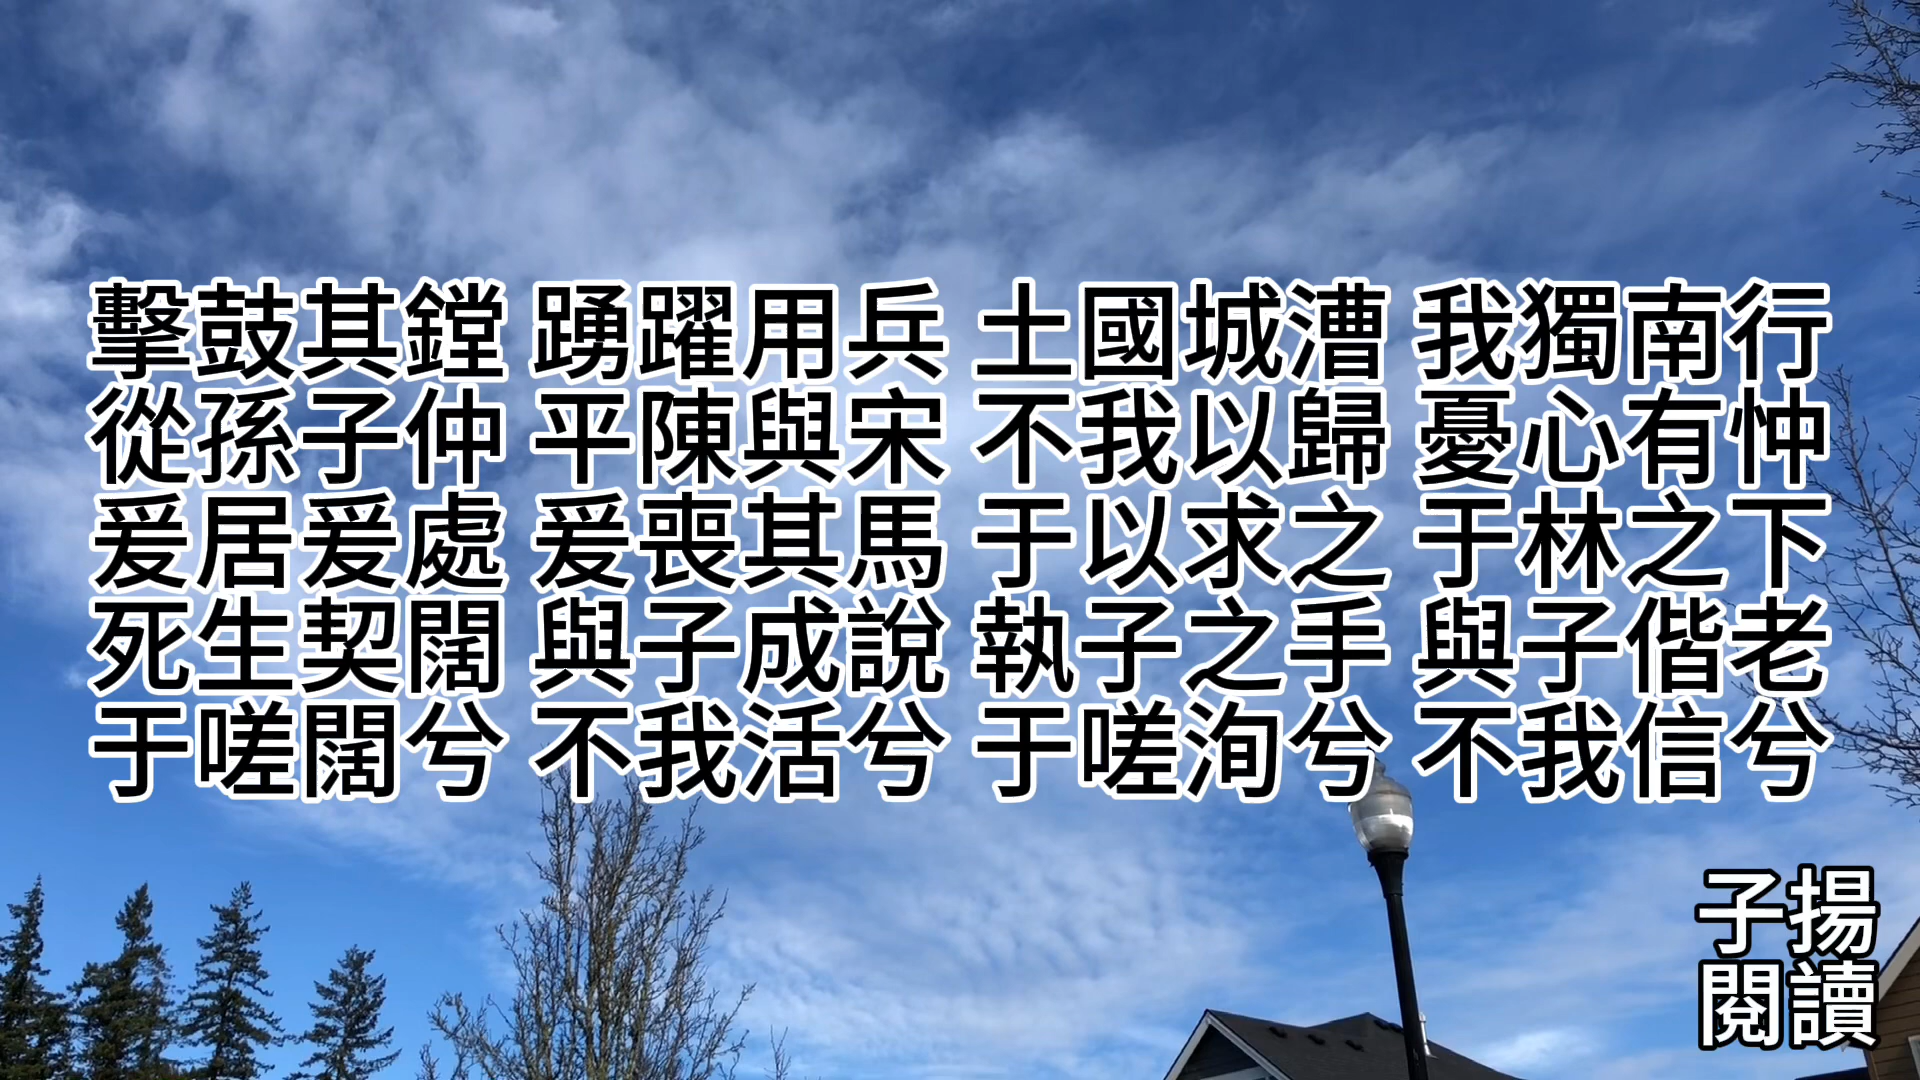 擊鼓其鏜 踴躍用兵 土國城漕 我獨南行
從孫子仲 平陳與宋 不我以歸 憂心有忡
爰居爰處 爰喪其馬 于以求之 于林之下
死生契闊 與子成說 執子之手 與子偕老
于嗟闊兮 不我活兮 于嗟洵兮 不我信兮
子揚
閱讀